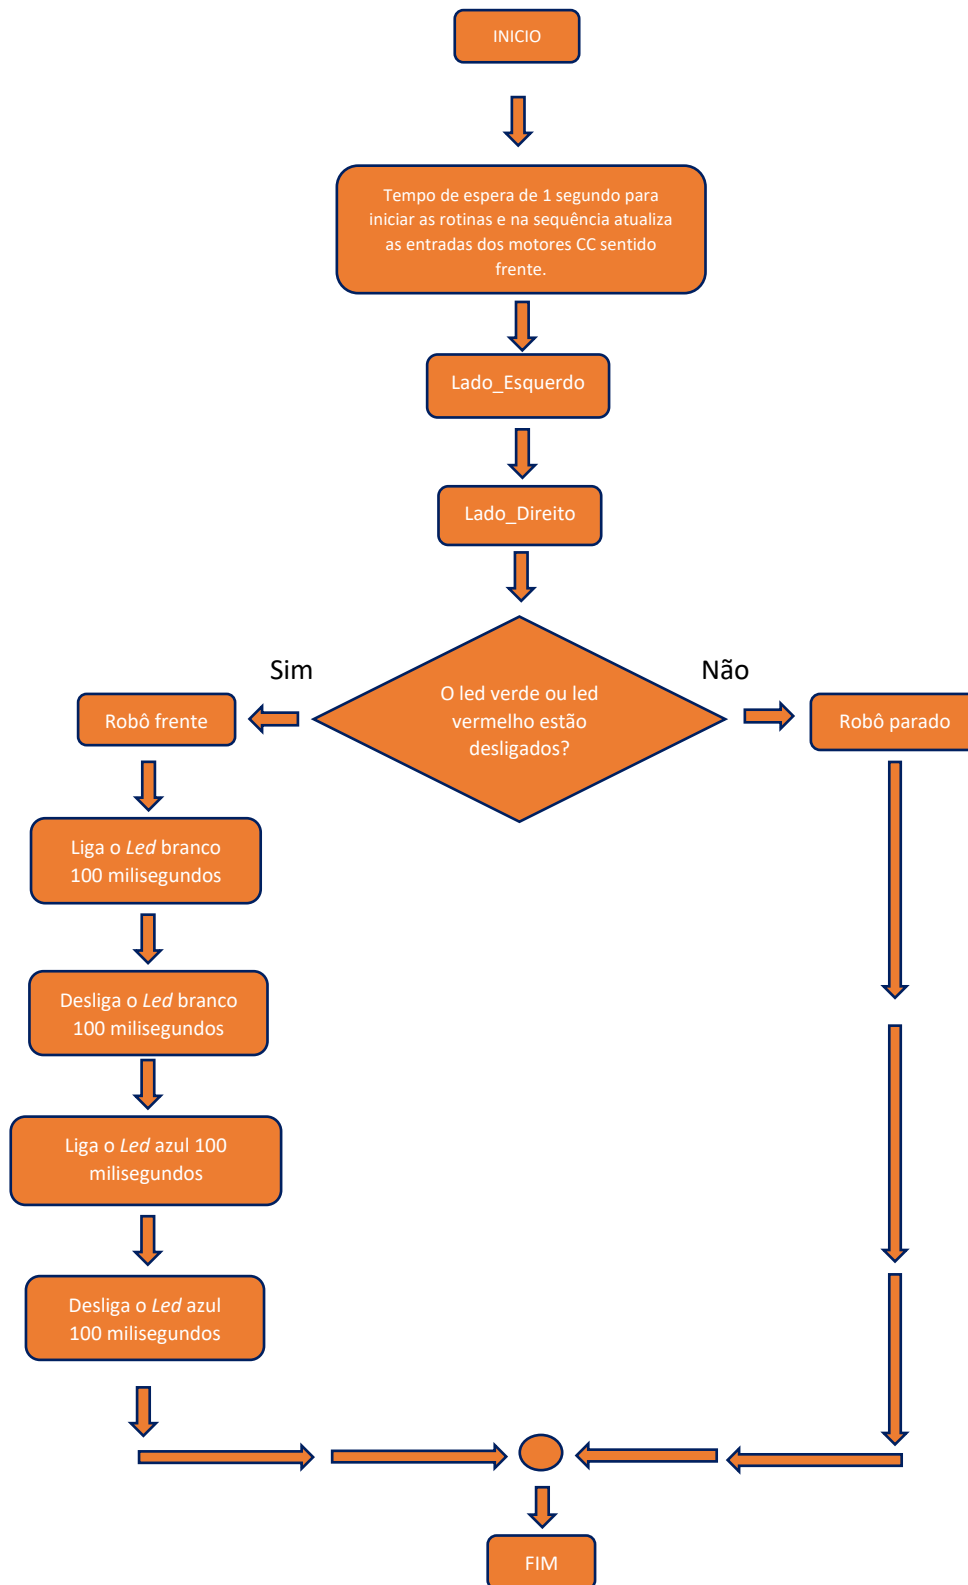 INICIO
Tempo de espera de 1 segundo para
iniciar as rotinas e na sequência atualiza
as entradas dos motores CC sentido
frente.
Lado_Esquerdo
Lado_Direito
Sim
Não
O led verde ou led
vermelho estão
desligados?
Robô frente
Robô parado
Liga o Led branco
100 milisegundos
Desliga o Led branco
100 milisegundos
Liga o Led azul 100
milisegundos
Desliga o Led azul
100 milisegundos
FIM